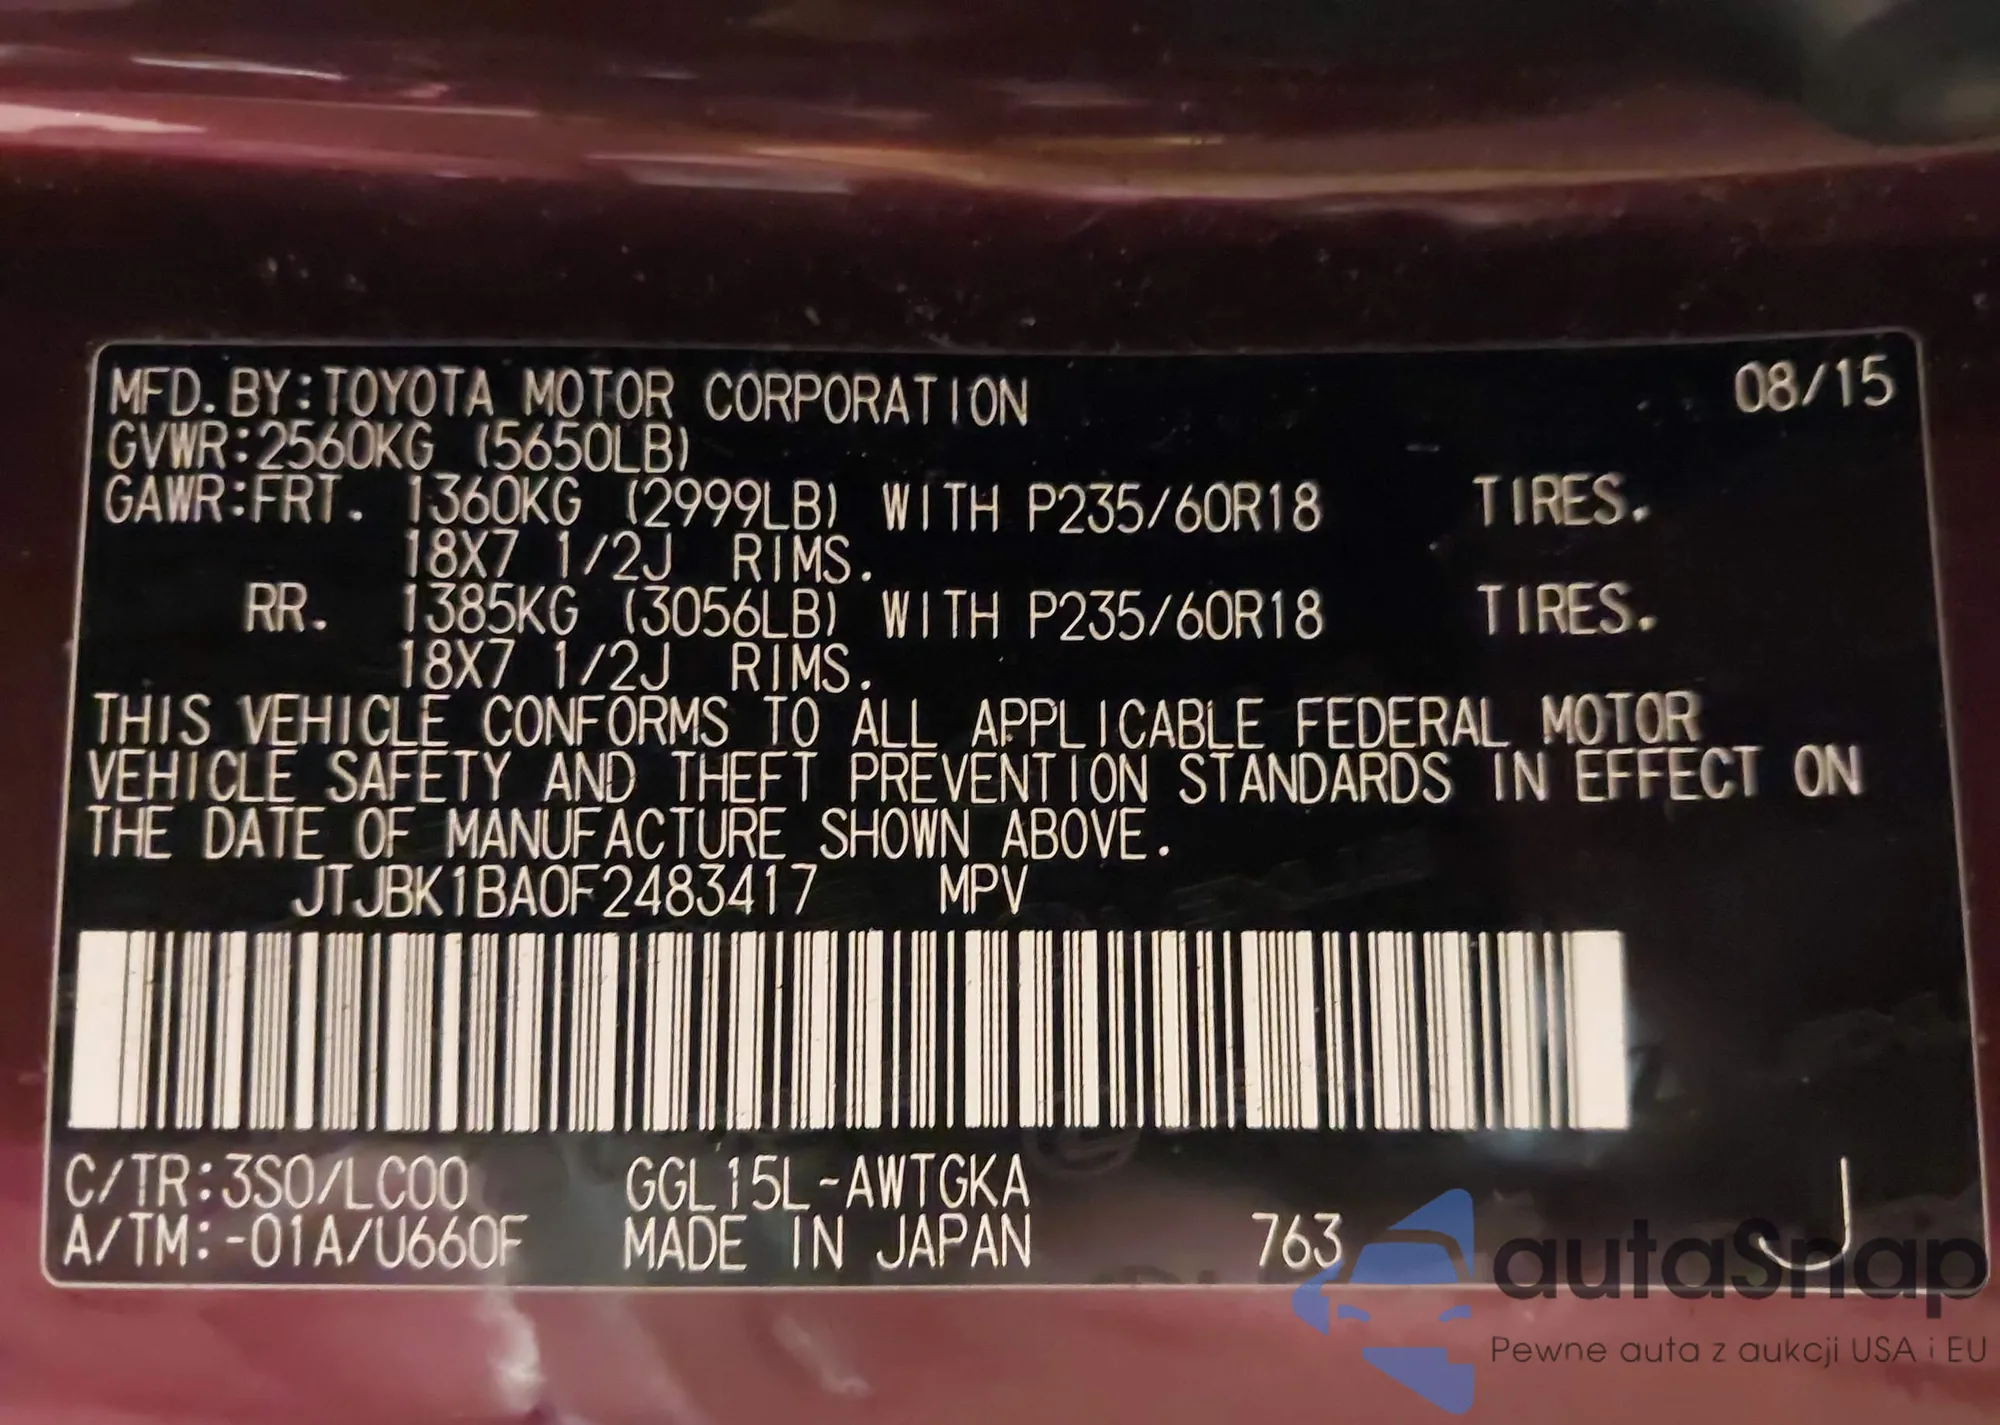 MFD. BY:TOYOTA MOTOR CORPORATION 08/15
GVWR:2560KG (5650LB)
GAWR:FRT. 1360KG (2999LB) WITH P235/60R18 TIRES.
18X7 1/2J RIMS.
RR. 1385KG (3056LB) WITH P235/60R18 TIRES.
18X7 1/2J RIMS.
THIS VEHICLE CONFORMS TO ALL APPLICABLE FEDERAL MOTOR
VEHICLE SAFETY AND THEFT PREVENTION STANDARDS IN EFFECT ON
THE DATE OF MANUFACTURE SHOWN ABOVE.
JTJBK1BA0F2483417 MPV
C/TR:3S0/LC00 GGL15L-AWTGKA
A/TM:-01A/U660F MADE IN JAPAN 763 J
autoSnap
Pewne auta z aukcji USA i EU